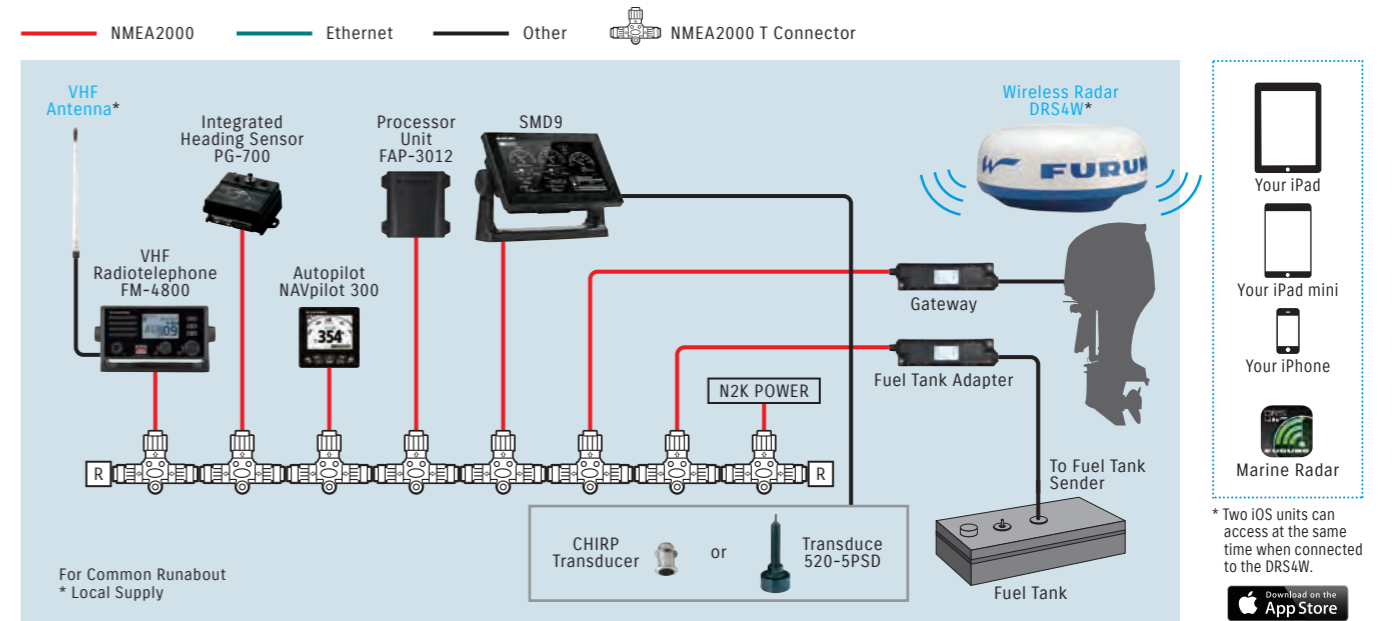 NMEA2000
Ethernet
Other
NMEA2000 T Connector
VHF
Antenna*
Integrated
Heading Sensor
PG-700
Processor
Unit
FAP-3012
SMD9
Wireless Radar
DRS4W*
FURUN
VHF
Radiotelephone
FM-4800
Autopilot
NAVpilot 300
354
Gateway
Fuel Tank Adapter
N2K POWER
R
R
To Fuel Tank
Sender
CHIRP
Transducer
or
Transduce
520-5PSD
Fuel Tank
For Common Runabout
* Local Supply
Your iPad
Your iPad mini
Your iPhone
DRS
FURUNO
Marine Radar
* Two iOS units can
access at the same
time when connected
to the DRS4W.
Download on the
App Store